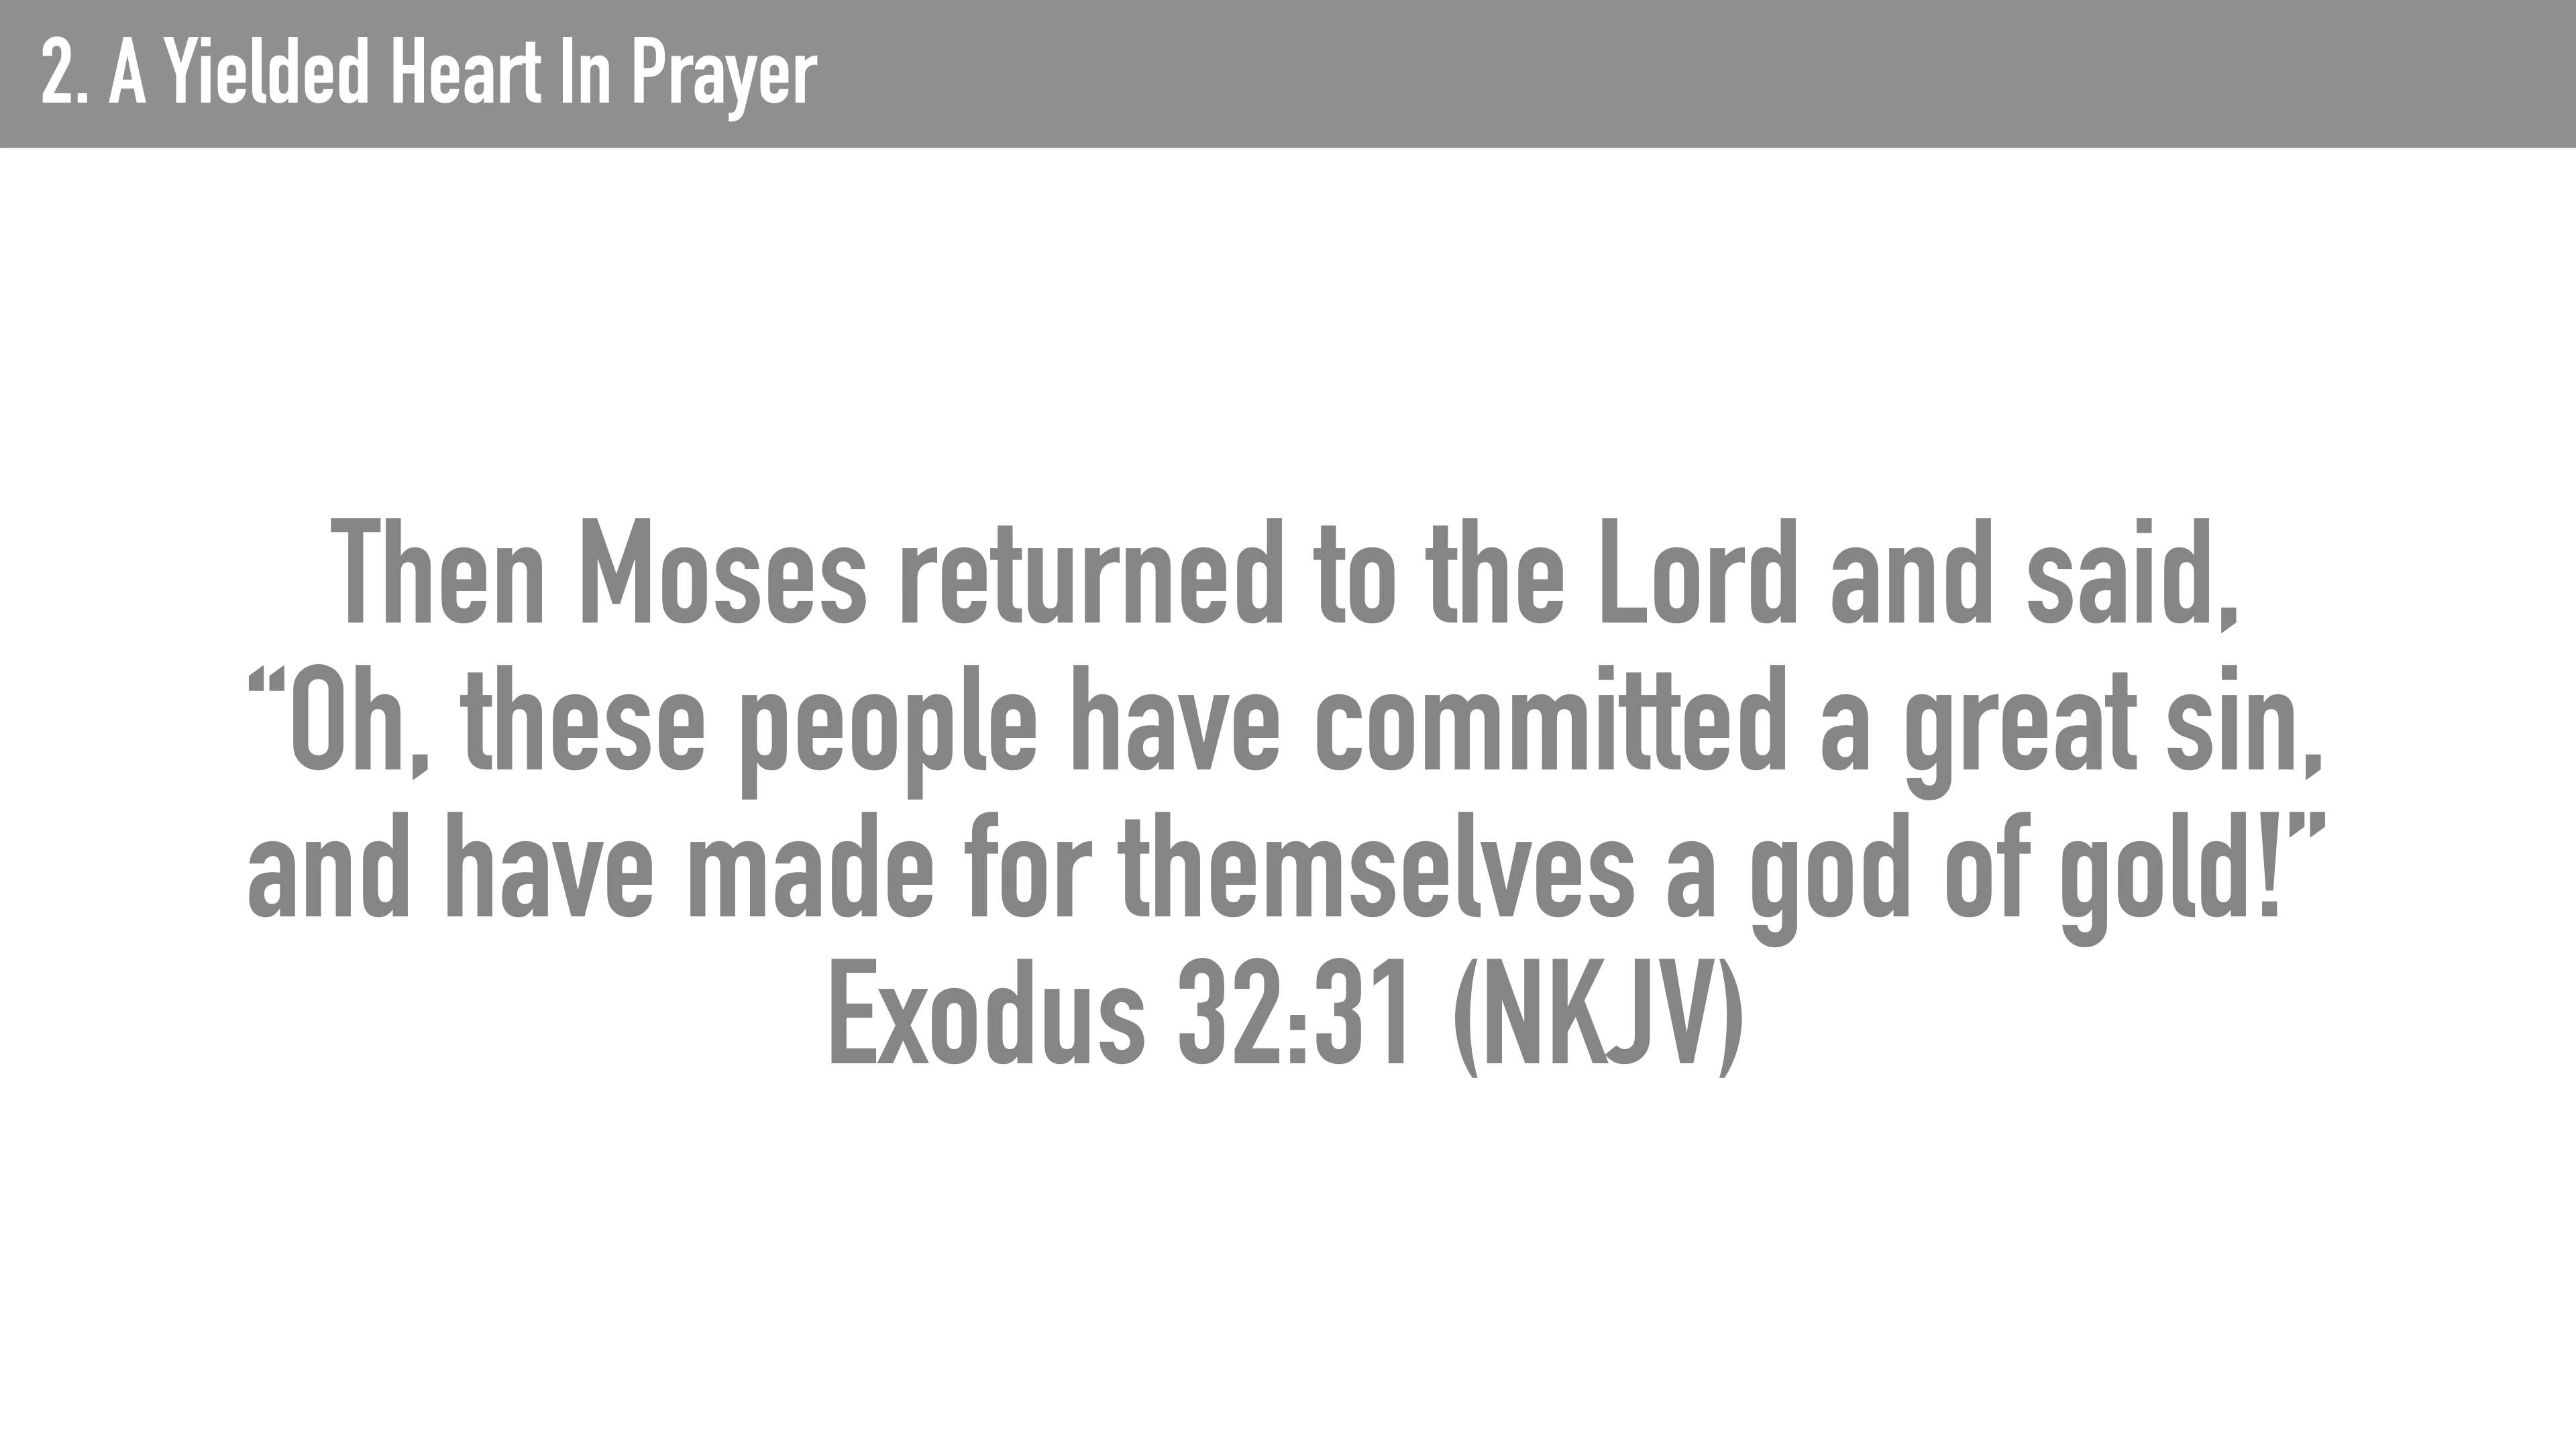 2. A Yielded Heart In Prayer
Then Moses returned to the Lord and said,
“Oh, these people have committed a great sin,
and have made for themselves a god of gold!”
Exodus 32:31 (NKJV)